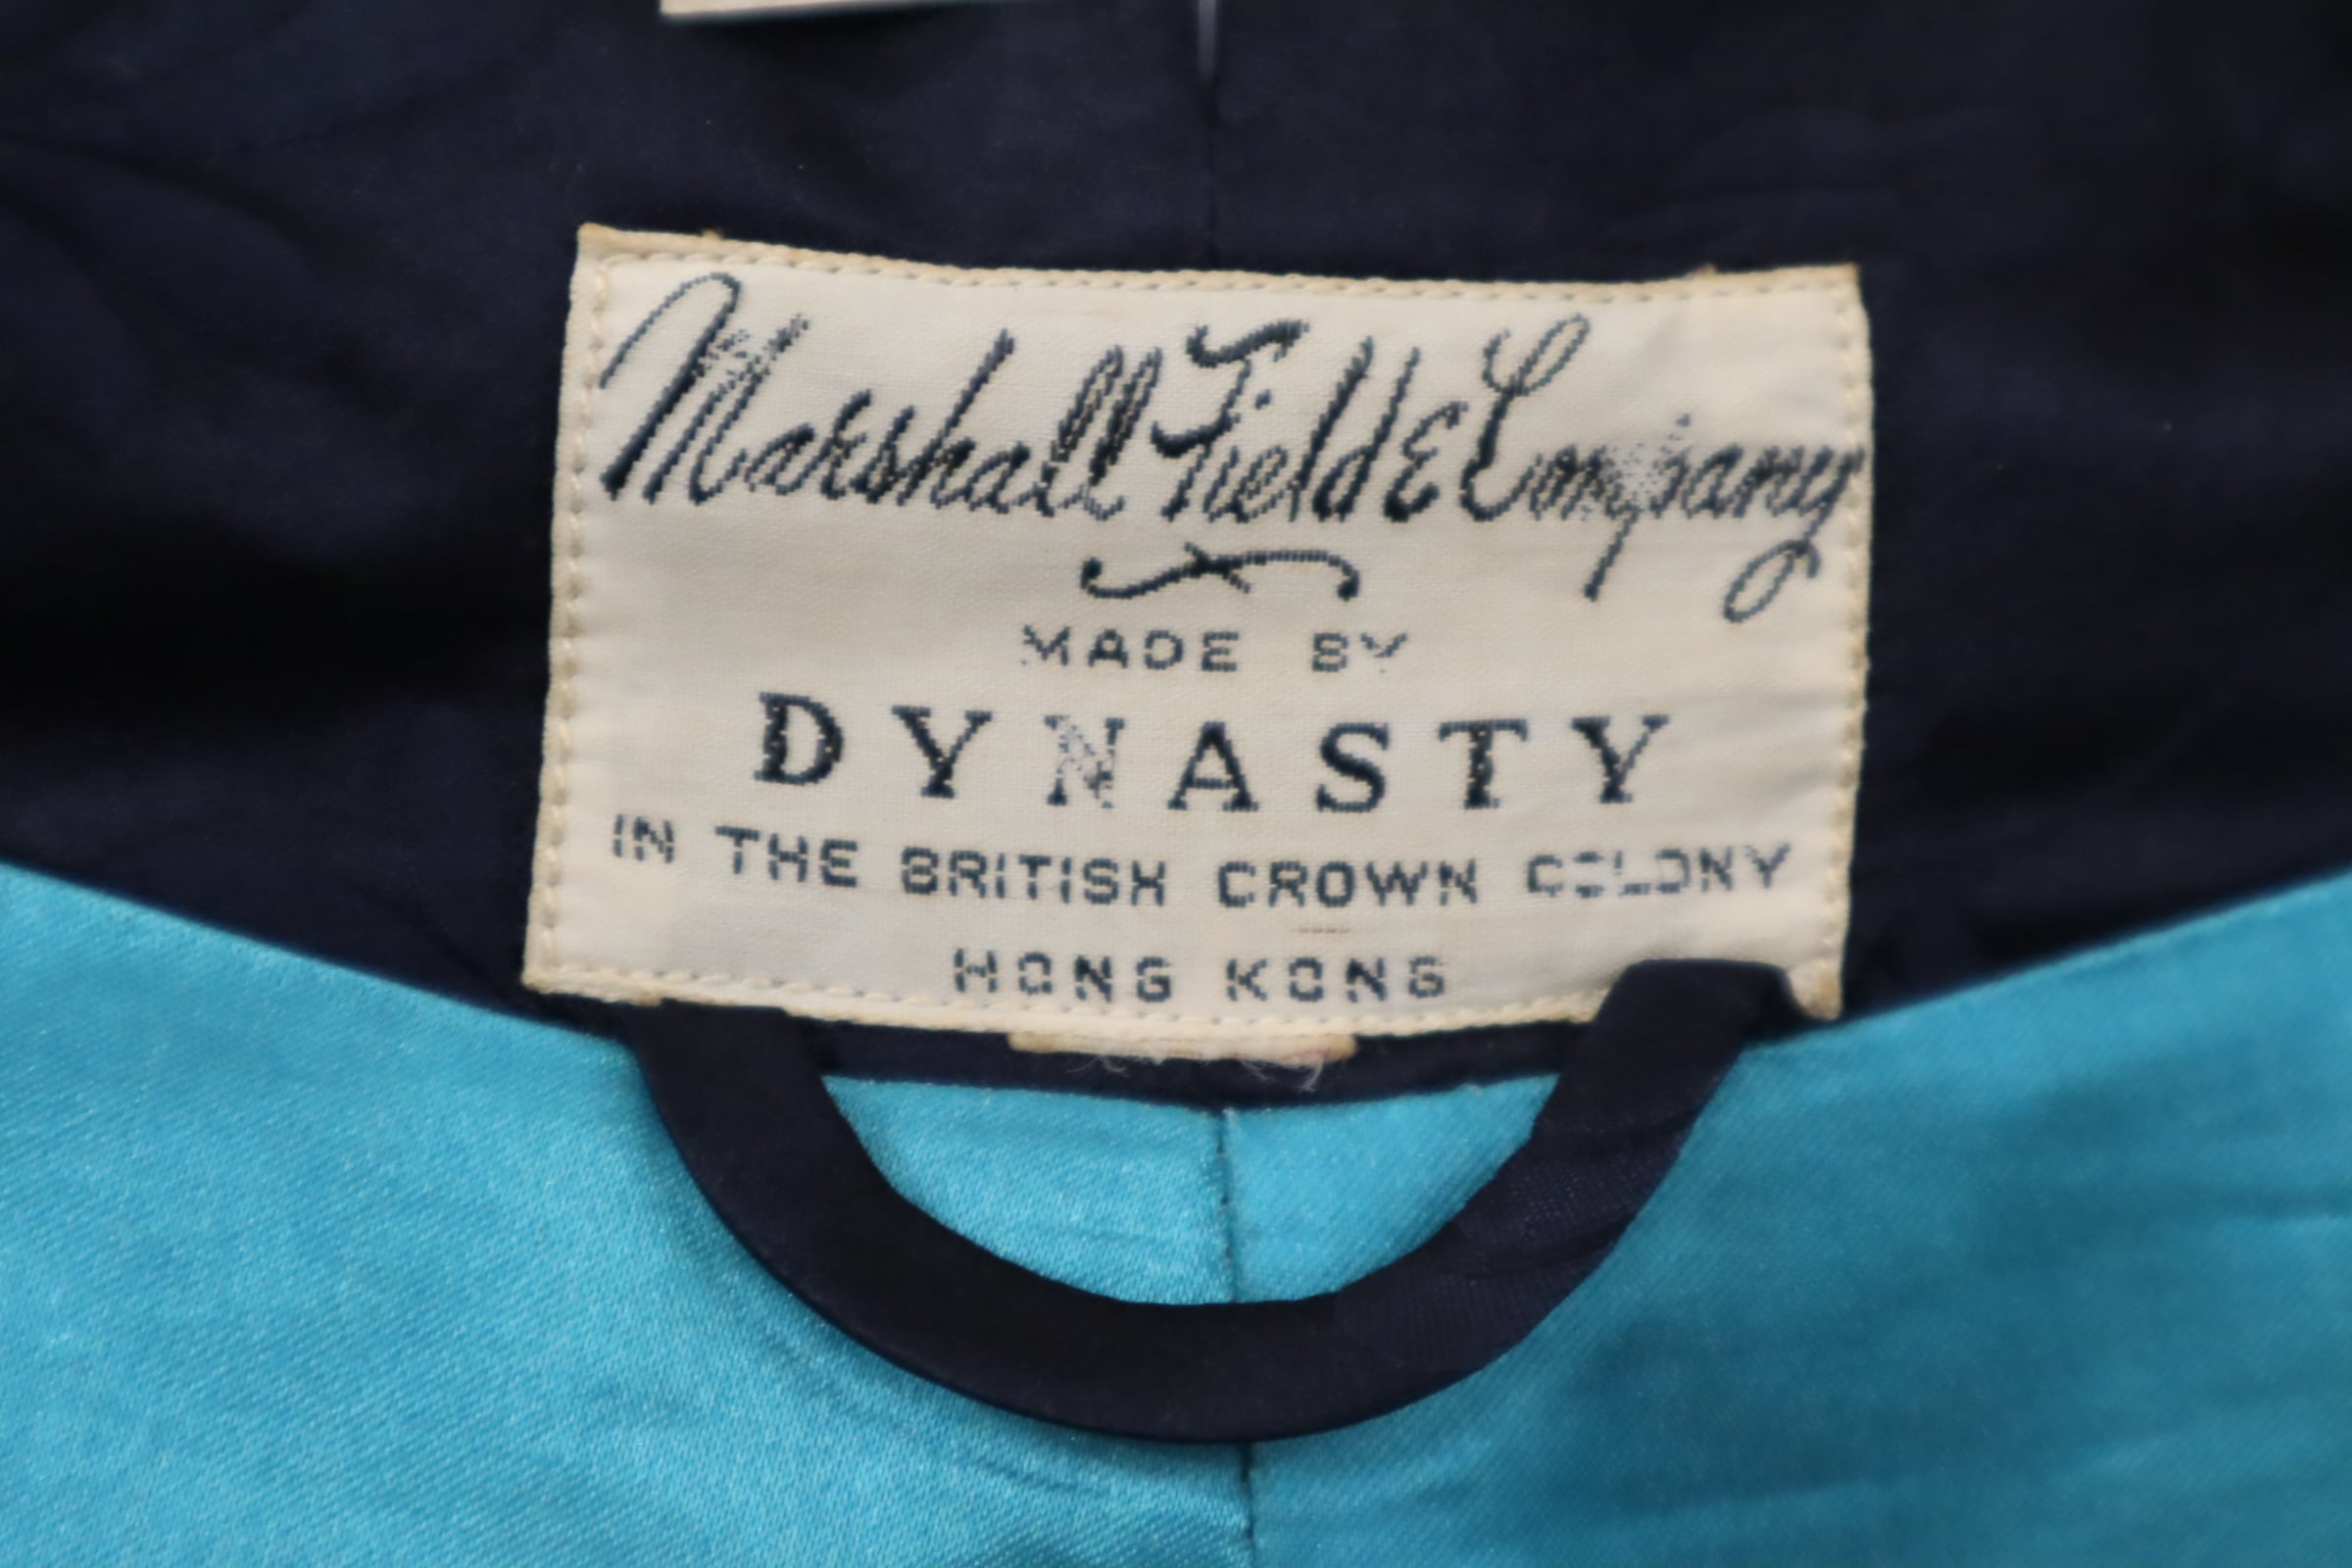 Marshall Field & Company
MADE BY
DYNASTY
IN THE BRITISH CROWN COLONY
HONG KONG